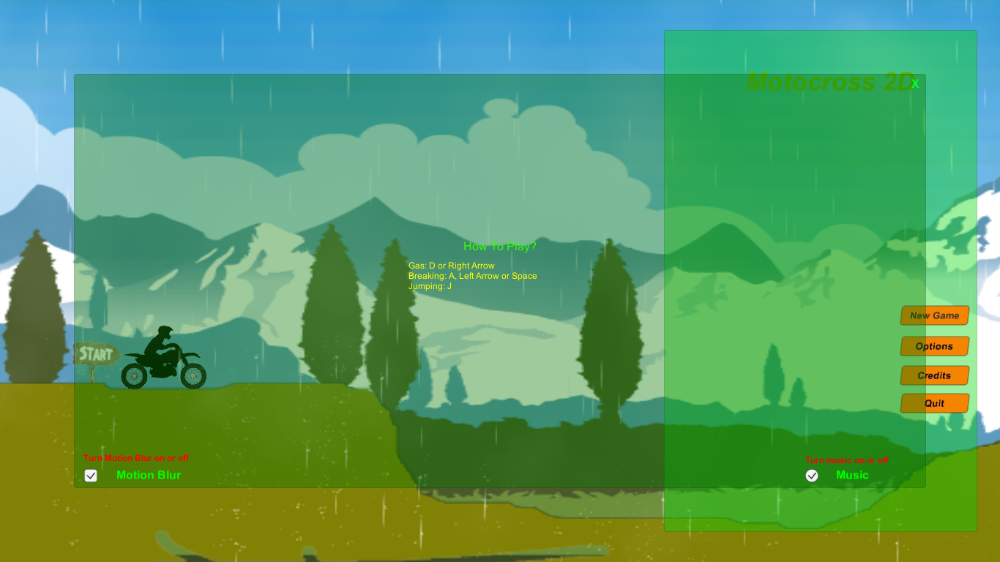 Motocross 2D
X
How To Play?
Gas: D or Right Arrow
Breaking: A, Left Arrow or Space
Jumping: J
New Game
Options
START
Credits
Quit
Turn Motion Blur on or off
Motion Blur
Turn music on or off
Music